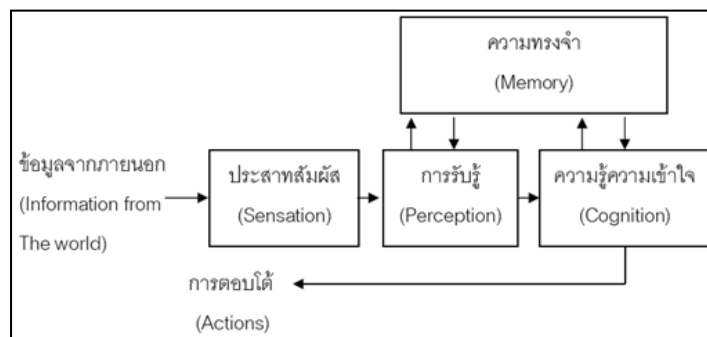 ความทรงจำ
(Memory)
ข้อมูลจากภายนอก
(Information from
The world)
ประสาทสัมผัส
(Sensation)
การรับรู้
(Perception)
ความรู้ความเข้าใจ
(Cognition)
การตอบโต้
(Actions)